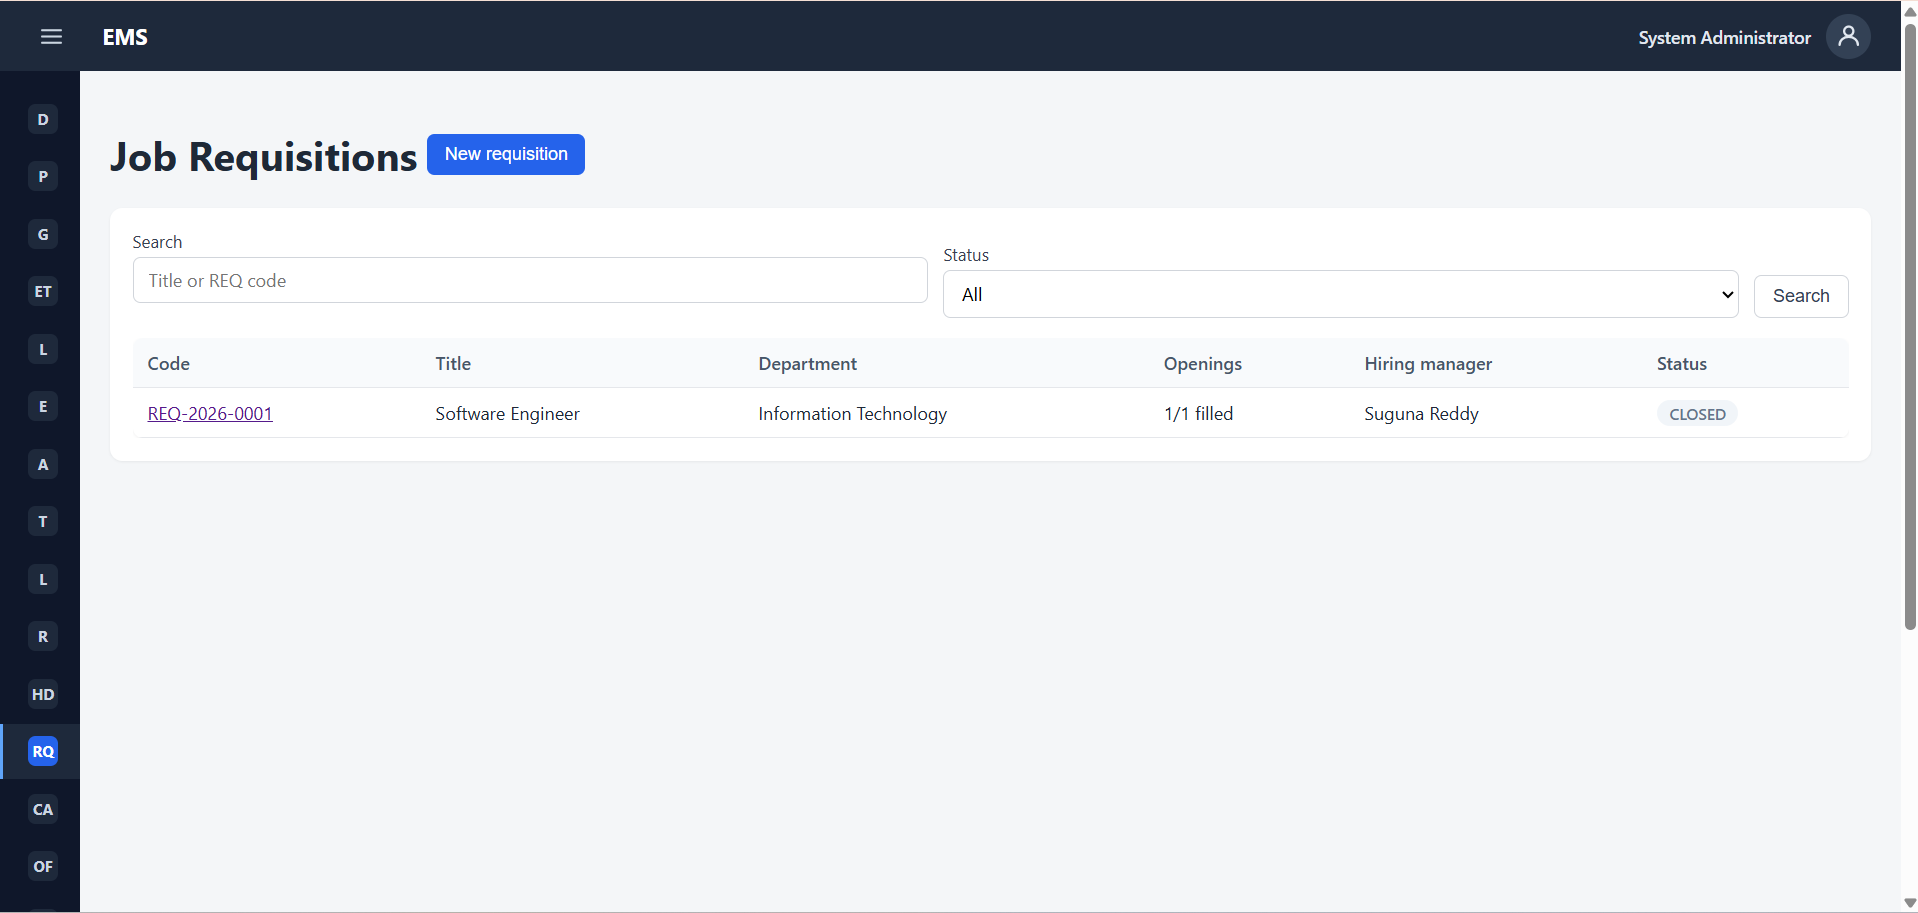 EMS
System Administrator
D
P
G
ET
L
E
A
T
L
R
HD
RQ
CA
OF
Job Requisitions
New requisition
Search
Title or REQ code
Status
All
Search
Code Title Department Openings Hiring manager Status
REQ-2026-0001 Software Engineer Information Technology 1/1 filled Suguna Reddy CLOSED